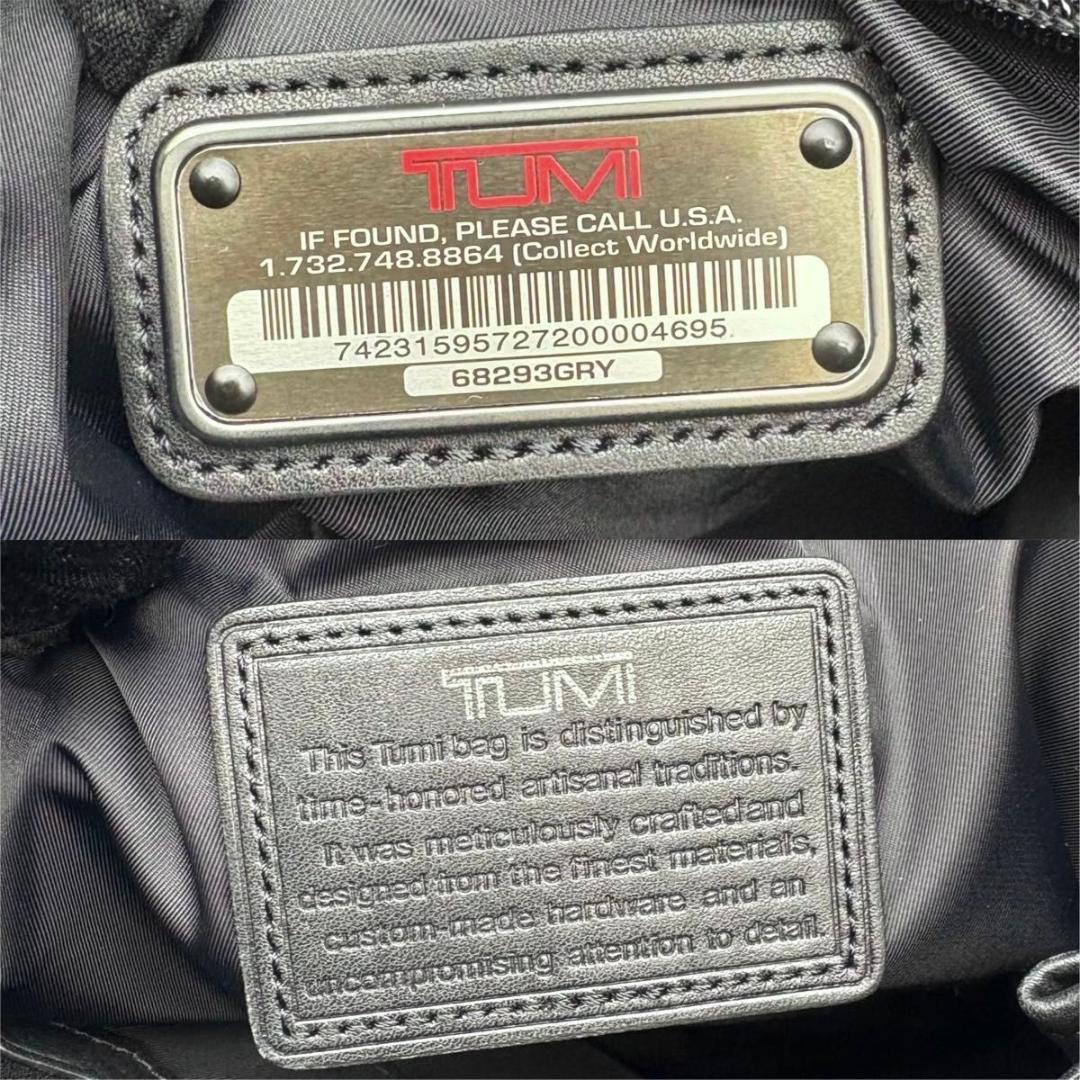 TUMI
IF FOUND, PLEASE CALL U.S.A.
1.732.748.8864 (Collect Worldwide)
74231595727200004695
68293GRY
TUMI
This Tumi bag is distinguished by
time-honored artisanal traditions.
It was meticulously crafted and
designed from the finest materials,
custom-made hardware and an
uncompromising attention to detail.